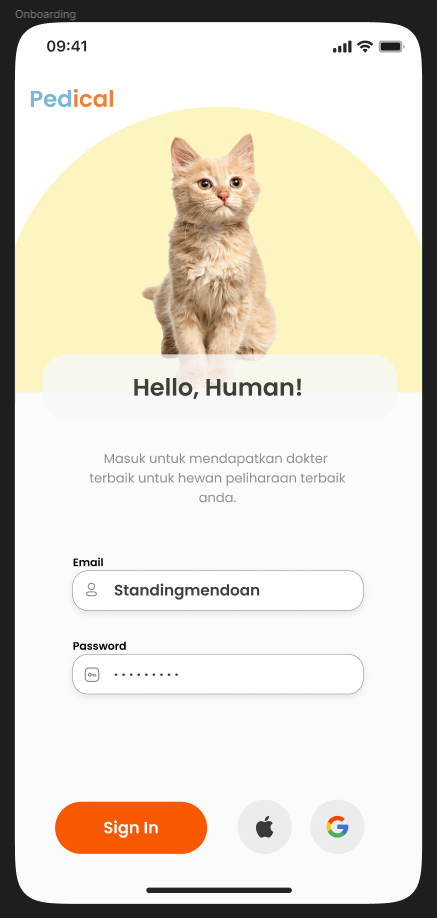 Onboarding
09:41
Pedical
Hello, Human!
Masuk untuk mendapatkan dokter
terbaik untuk hewan peliharaan terbaik
anda.
Email
Standingmendoan
Password
Sign In